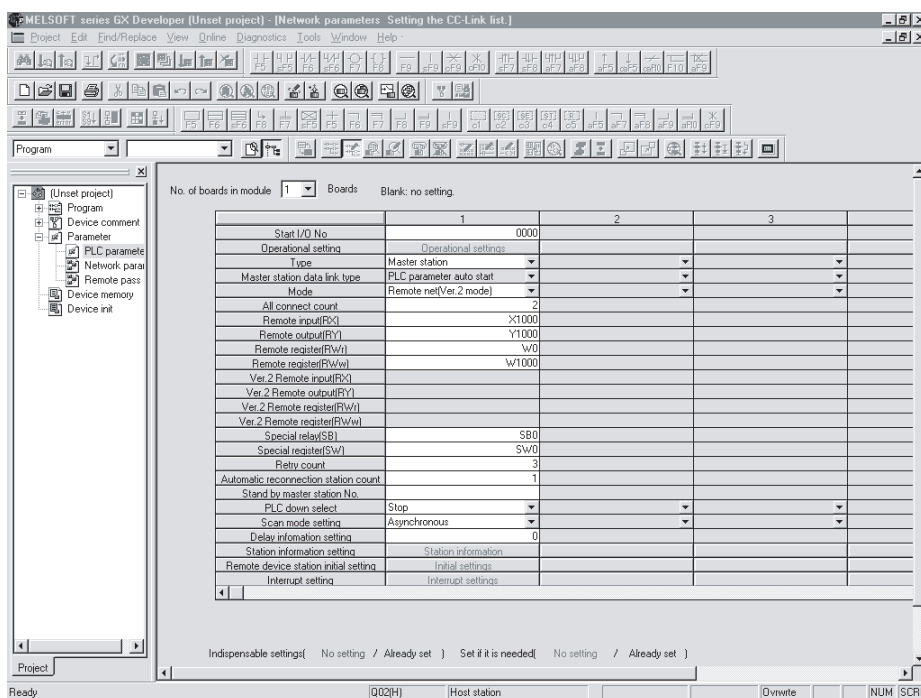 MELSOFT series GX Developer (Unset project) - [Network parameters Setting the CC-Link list.]
Project Edit Find/Replace View Online Diagnostics Tools Window Help
Program
(Unset project)
Program
Device comment
Parameter
PLC paramete
Network parar
Remote pass
Device memory
Device init
Project
No. of boards in module 1 Boards Blank: no setting.
1 2 3
Start I/O No 0000
Operational setting Operational settings
Type Master station
Master station data link type PLC parameter auto start
Mode Remote net(Ver.2 mode)
All connect count 2
Remote input(RX) X1000
Remote output(RY) Y1000
Remote register(RWr) W0
Remote register(RWw) W1000
Ver.2 Remote input(RX)
Ver.2 Remote output(RY)
Ver.2 Remote register(RWr)
Ver.2 Remote register(RWw)
Special relay(SB) SB0
Special register(SW) SW0
Retry count 3
Automatic reconnection station count 1
Stand by master station No.
PLC down select Stop
Scan mode setting Asynchronous
Delay infomation setting 0
Station information setting Station information
Remote device station initial setting Initial settings
Interrupt setting Interrupt settings
Indispensable settings( No setting / Already set ) Set if it is needed( No setting / Already set )
Ready Q02(H) Host station Ovrwrte NUM SCR